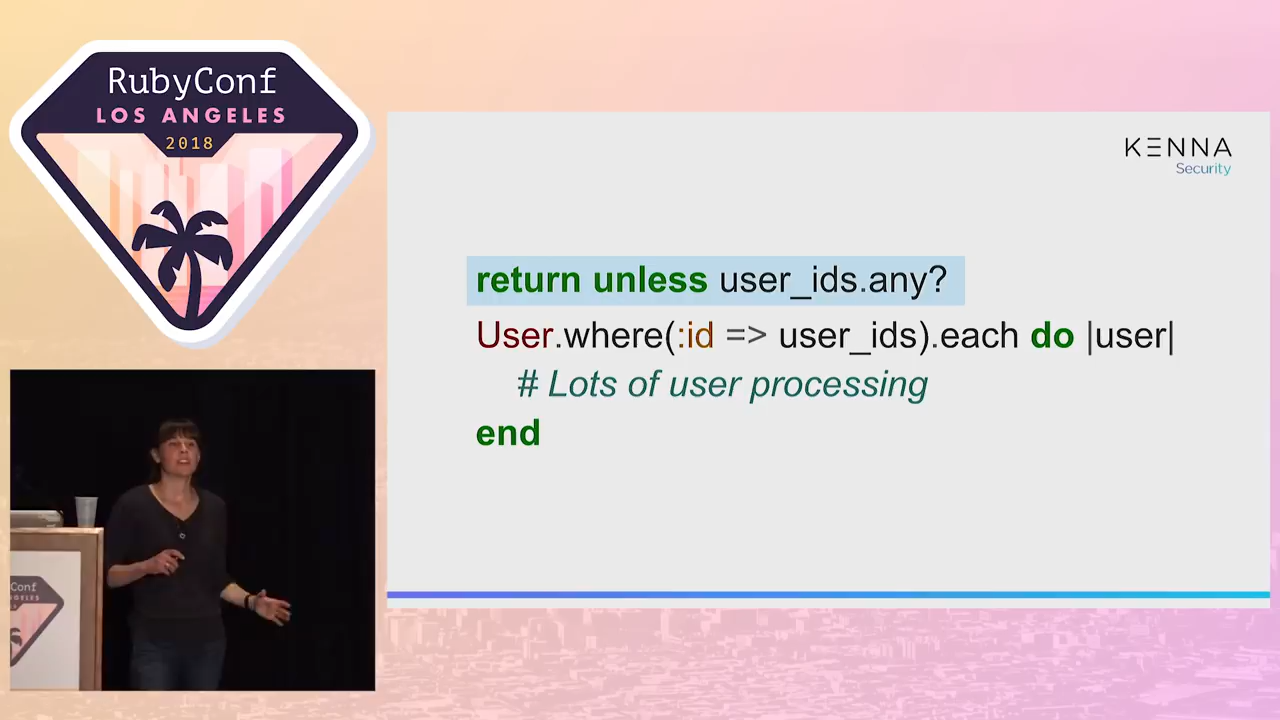 RubyConf
LOS ANGELES
2018
KENNA
Security
return unless user_ids.any?
User.where(:id => user_ids).each do |user|
# Lots of user processing
end
Conf